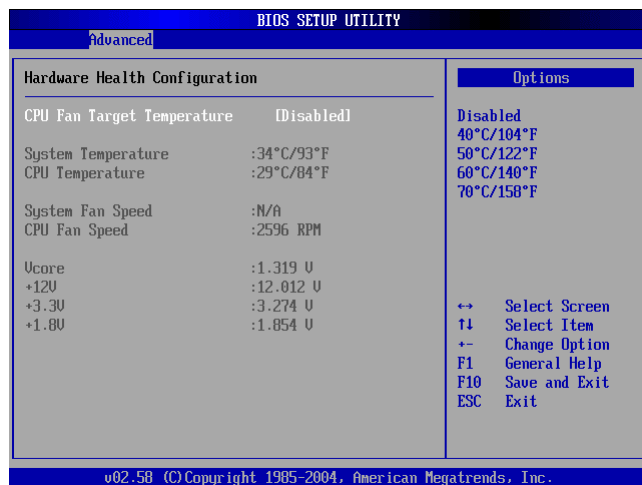 BIOS SETUP UTILITY
Advanced
Hardware Health Configuration
CPU Fan Target Temperature [Disabled]
System Temperature :34°C/93°F
CPU Temperature :29°C/84°F
System Fan Speed :N/A
CPU Fan Speed :2596 RPM
Vcore :1.319 V
+12V :12.012 V
+3.3V :3.274 V
+1.8V :1.854 V
Options
Disabled
40°C/104°F
50°C/122°F
60°C/140°F
70°C/158°F
↔ Select Screen
↑↓ Select Item
+- Change Option
F1 General Help
F10 Save and Exit
ESC Exit
v02.58 (C)Copyright 1985-2004, American Megatrends, Inc.